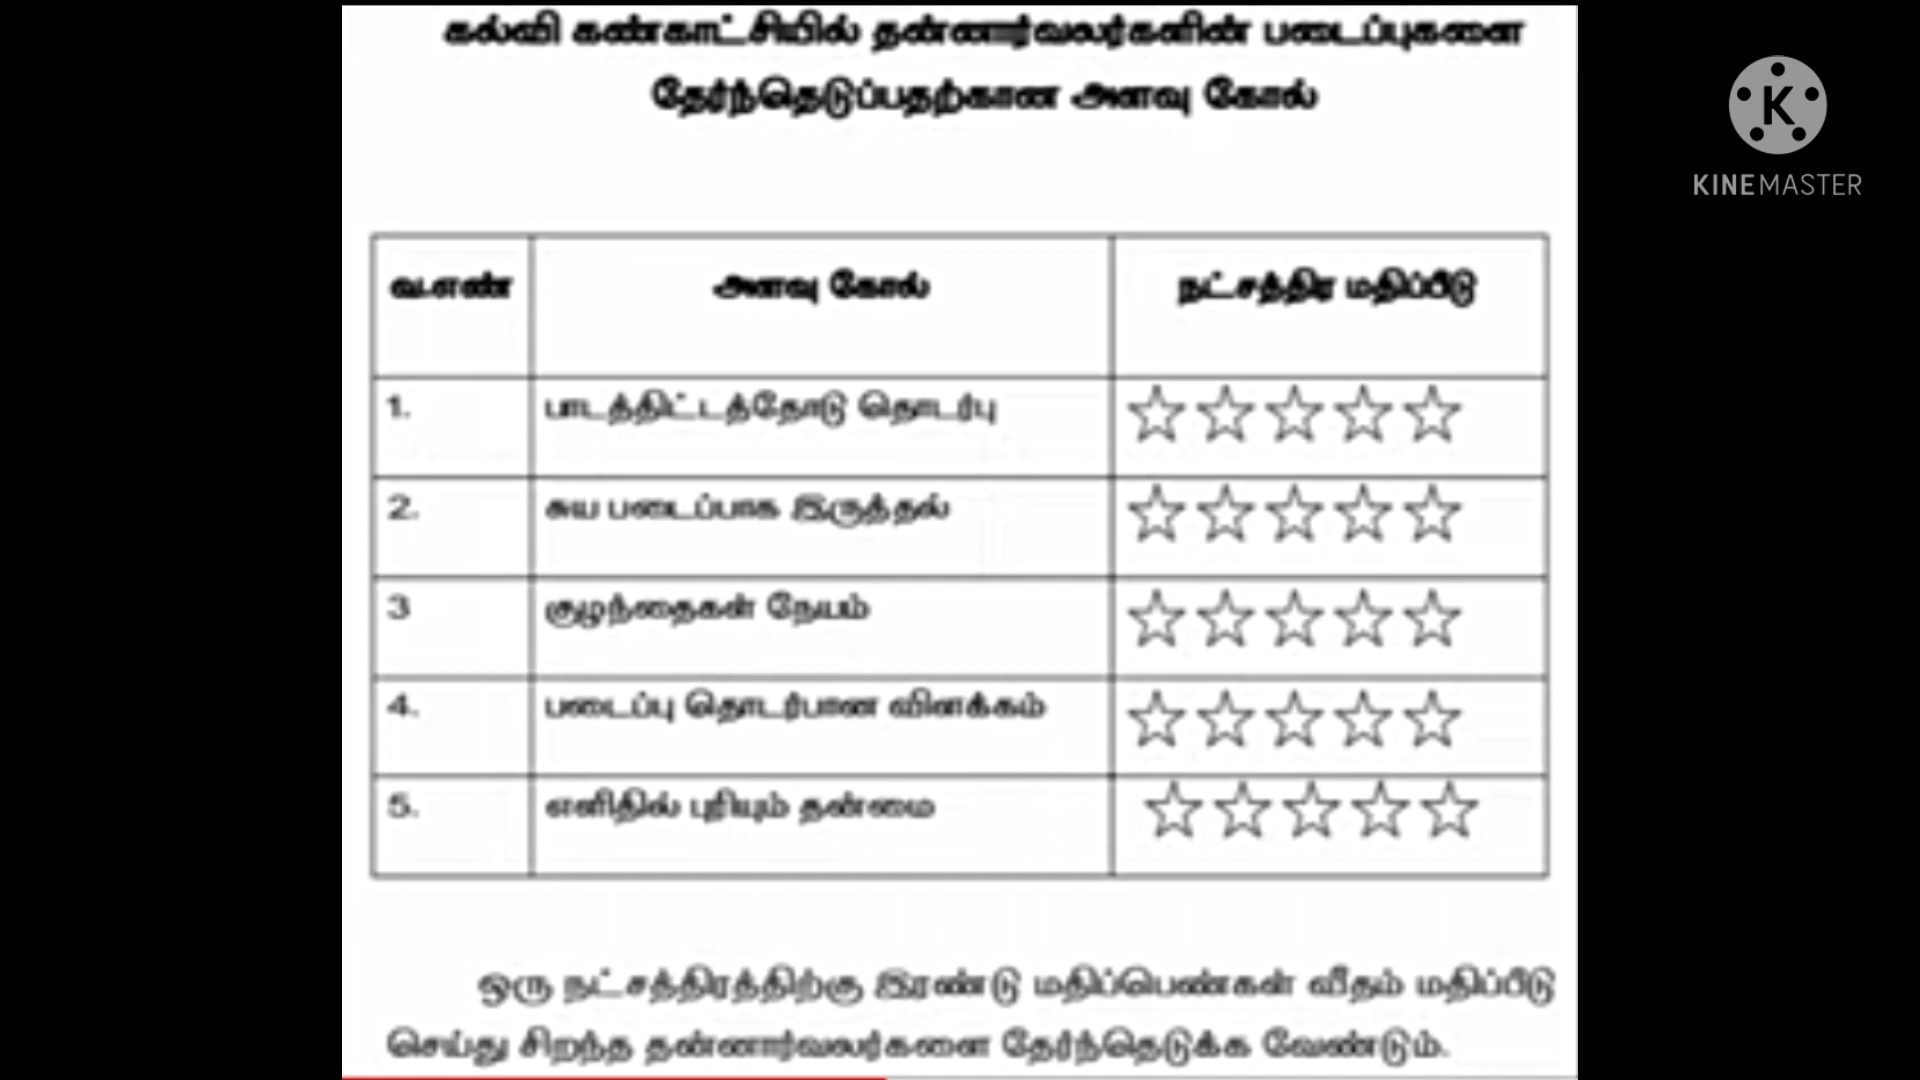 கல்வி கண்காட்சியில் தன்னார்வலர்களின் படைப்புகளை
தேர்ந்தெடுப்பதற்கான அளவு கோல்
KINEMASTER
வ.எண் அளவு கோல் நட்சத்திர மதிப்பீடு
1. பாடத்திட்டத்தோடு தொடர்பு
2. சுய படைப்பாக இருத்தல்
3 குழந்தைகள் நேயம்
4. படைப்பு தொடர்பான விளக்கம்
5. எளிதில் புரியும் தன்மை
ஒரு நட்சத்திரத்திற்கு இரண்டு மதிப்பெண்கள் வீதம் மதிப்பீடு
செய்து சிறந்த தன்னார்வலர்களை தேர்ந்தெடுக்க வேண்டும்.